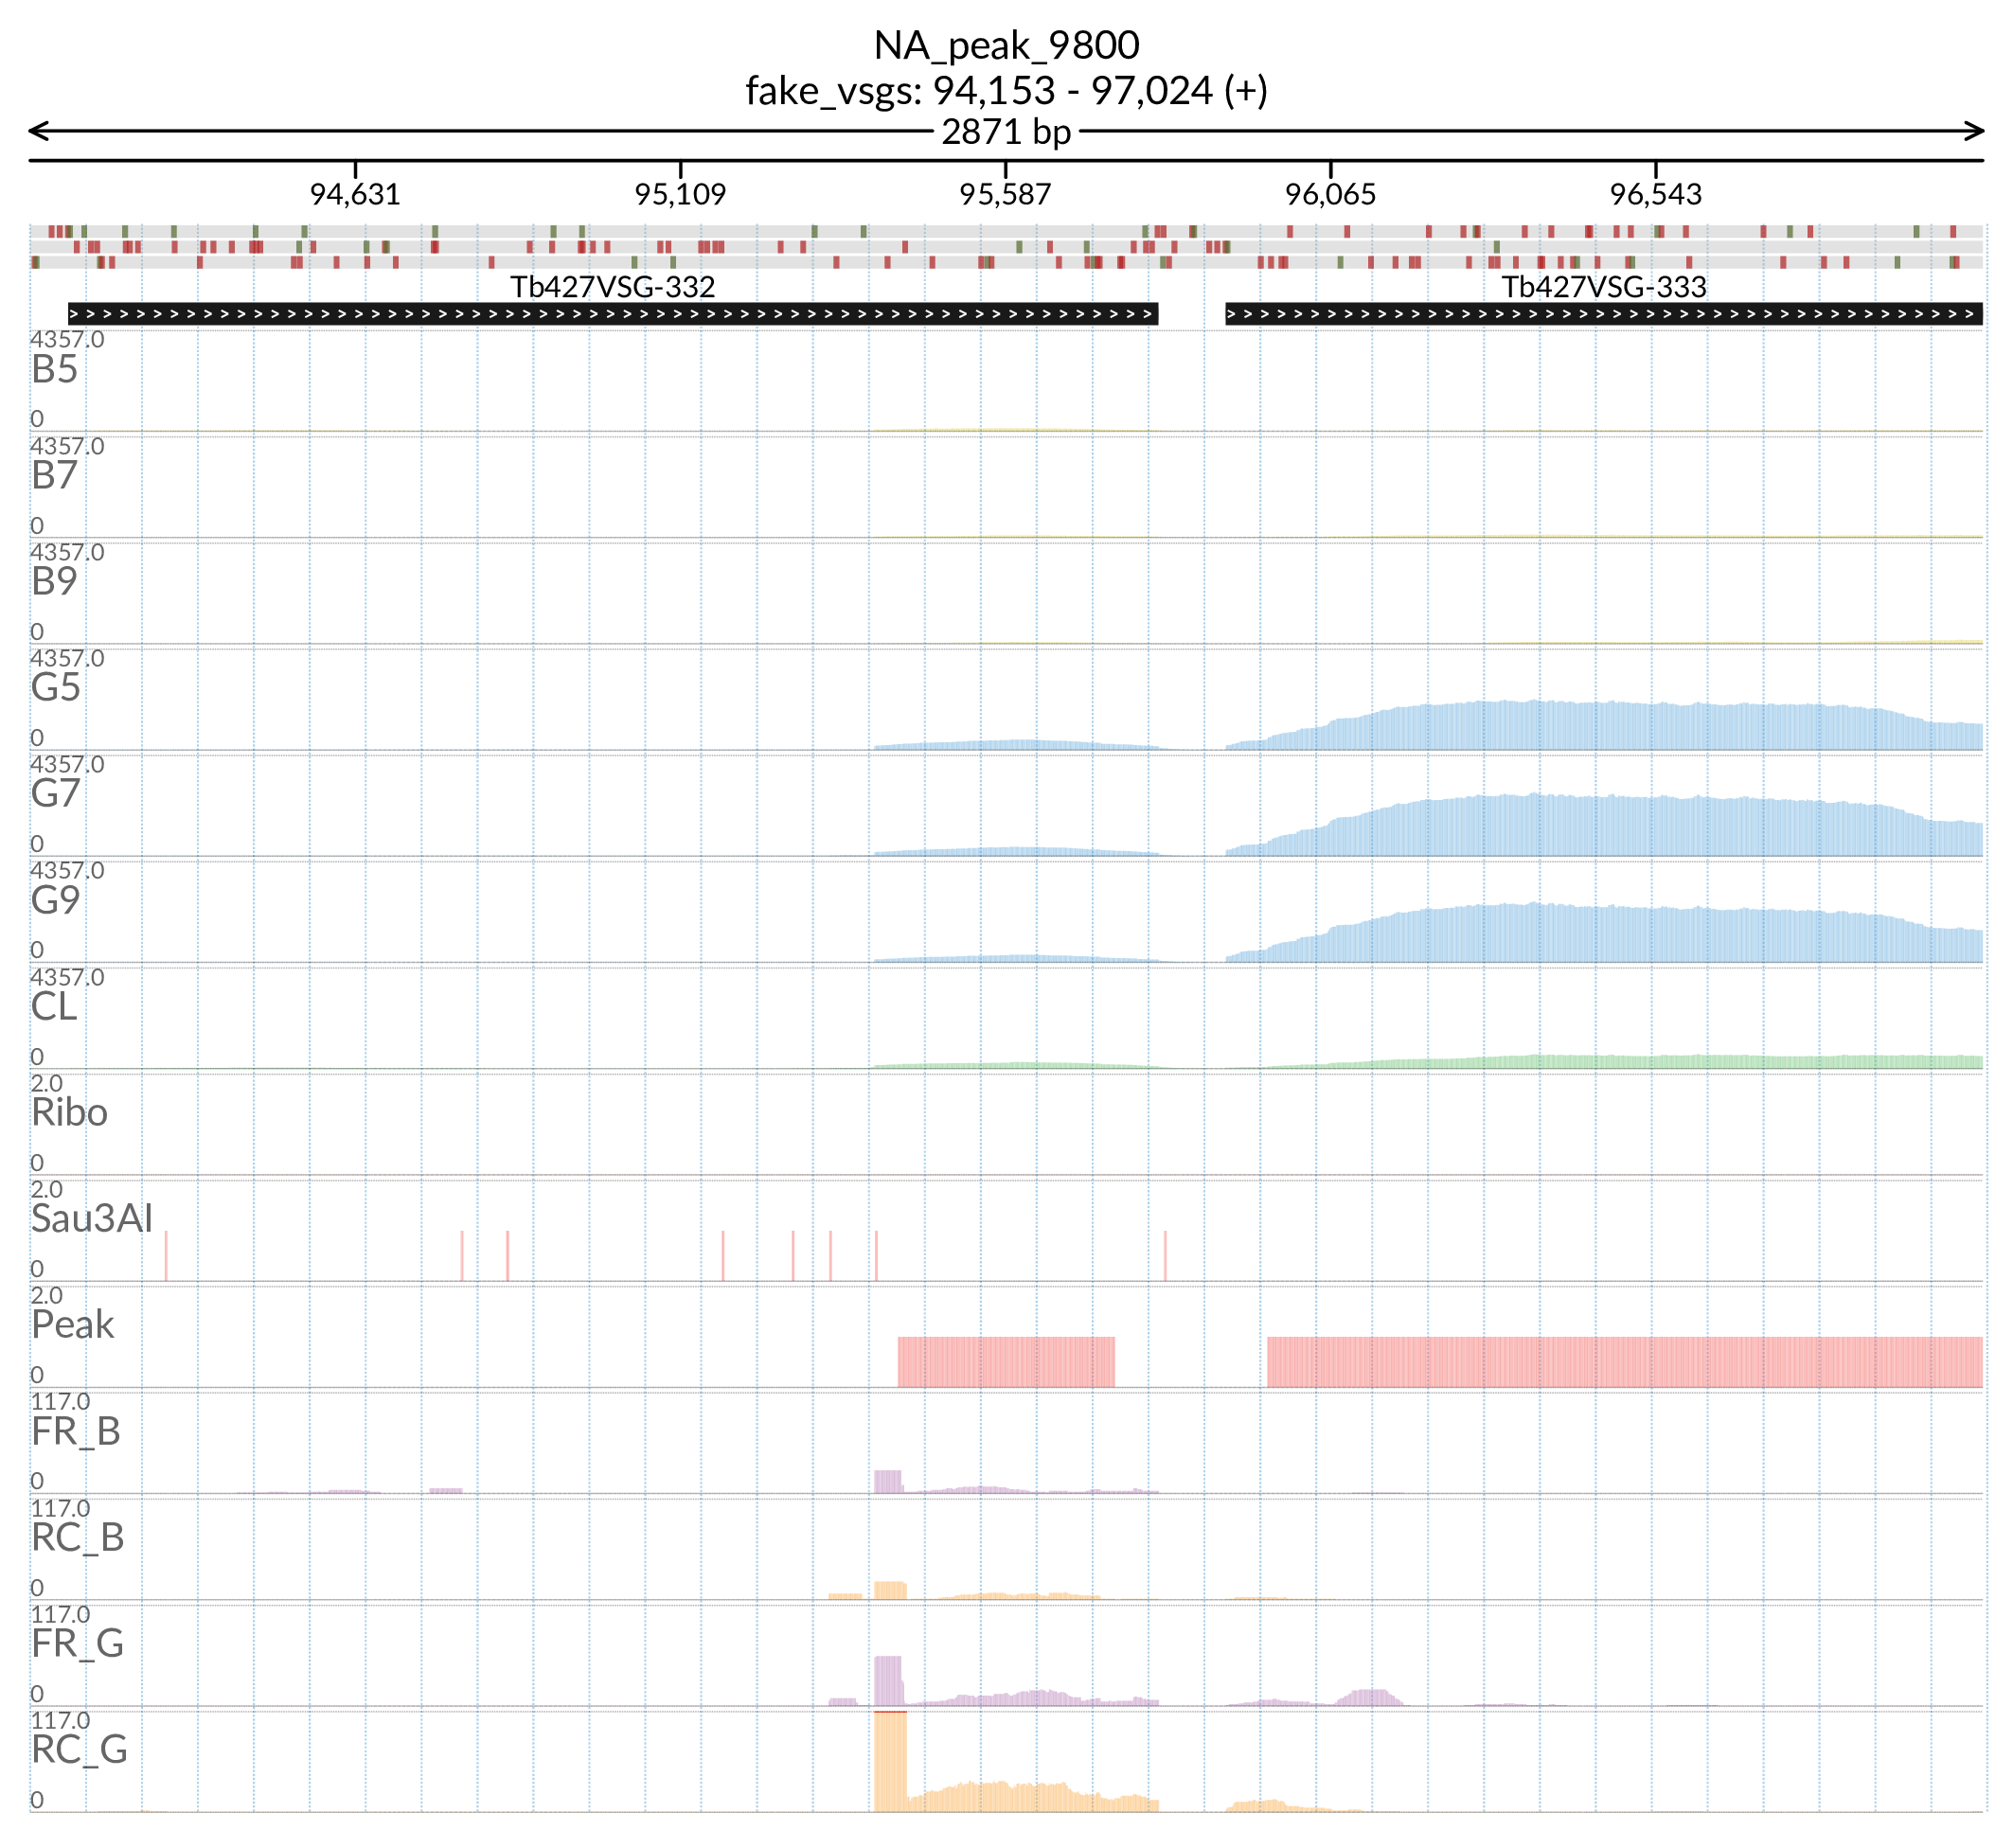 NA_peak_9800
fake_vsgs: 94,153 - 97,024 (+)
2871 bp
94,631 95,109 95,587 96,065 96,543
Tb427VSG-332 Tb427VSG-333
4357.0
B5
0
4357.0
B7
0
4357.0
B9
0
4357.0
G5
0
4357.0
G7
0
4357.0
G9
0
4357.0
CL
0
2.0
Ribo
0
2.0
Sau3AI
0
2.0
Peak
0
117.0
FR_B
0
117.0
RC_B
0
117.0
FR_G
0
117.0
RC_G
0